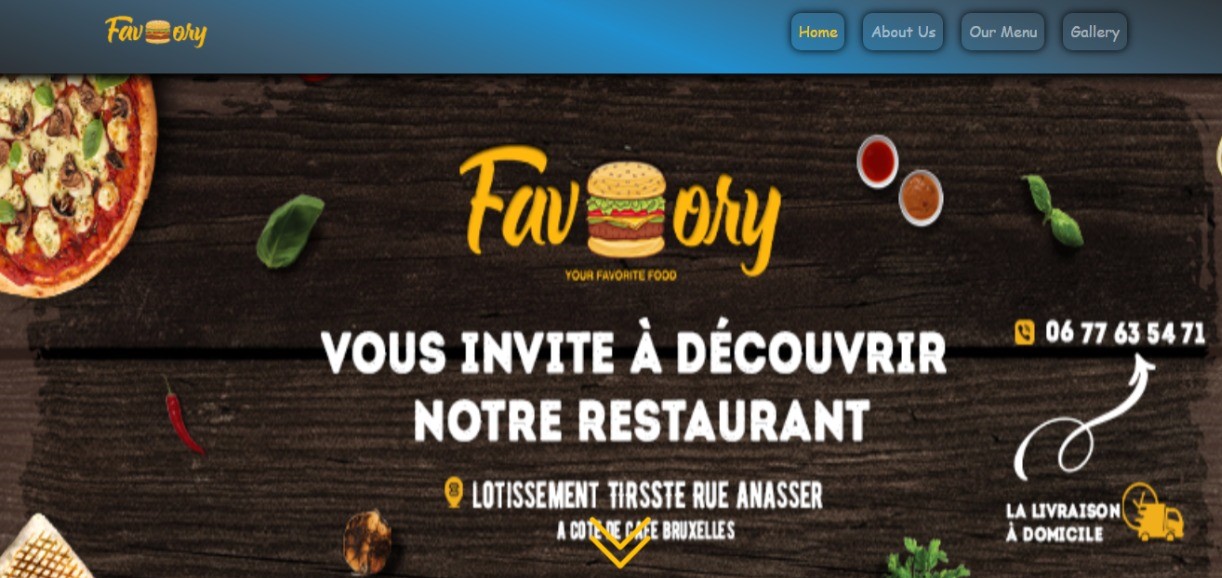 Fav ory
Home
About Us
Our Menu
Gallery
Fav ory
YOUR FAVORITE FOOD
VOUS INVITE À DÉCOUVRIR
NOTRE RESTAURANT
06 77 63 54 71
LOTISSEMENT TIRSSTE RUE ANASSER
A COTE DE CAFE BRUXELLES
LA LIVRAISON
À DOMICILE